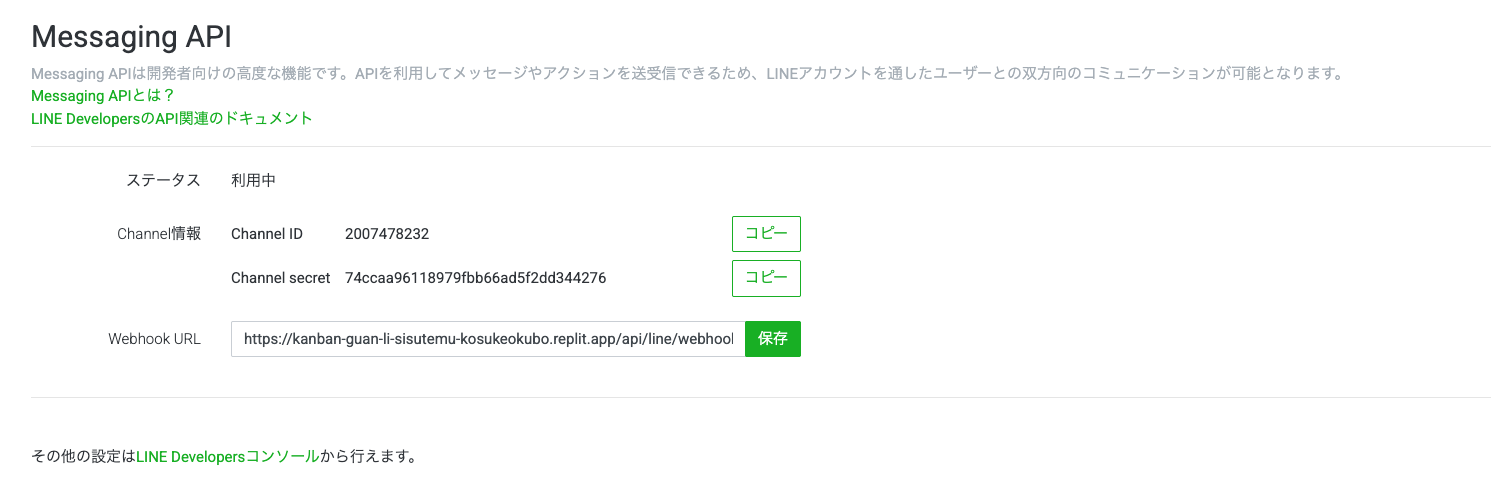 Messaging API
Messaging APIは開発者向けの高度な機能です。APIを利用してメッセージやアクションを送受信できるため、LINEアカウントを通したユーザーとの双方向のコミュニケーションが可能となります。
Messaging APIとは？
LINE DevelopersのAPI関連のドキュメント
ステータス 利用中
Channel情報 Channel ID 2007478232 コピー
Channel secret 74ccaa96118979fbb66ad5f2dd344276 コピー
Webhook URL https://kanban-guan-li-sisutemu-kosukeokubo.replit.app/api/line/webhool 保存
その他の設定はLINE Developersコンソールから行えます。